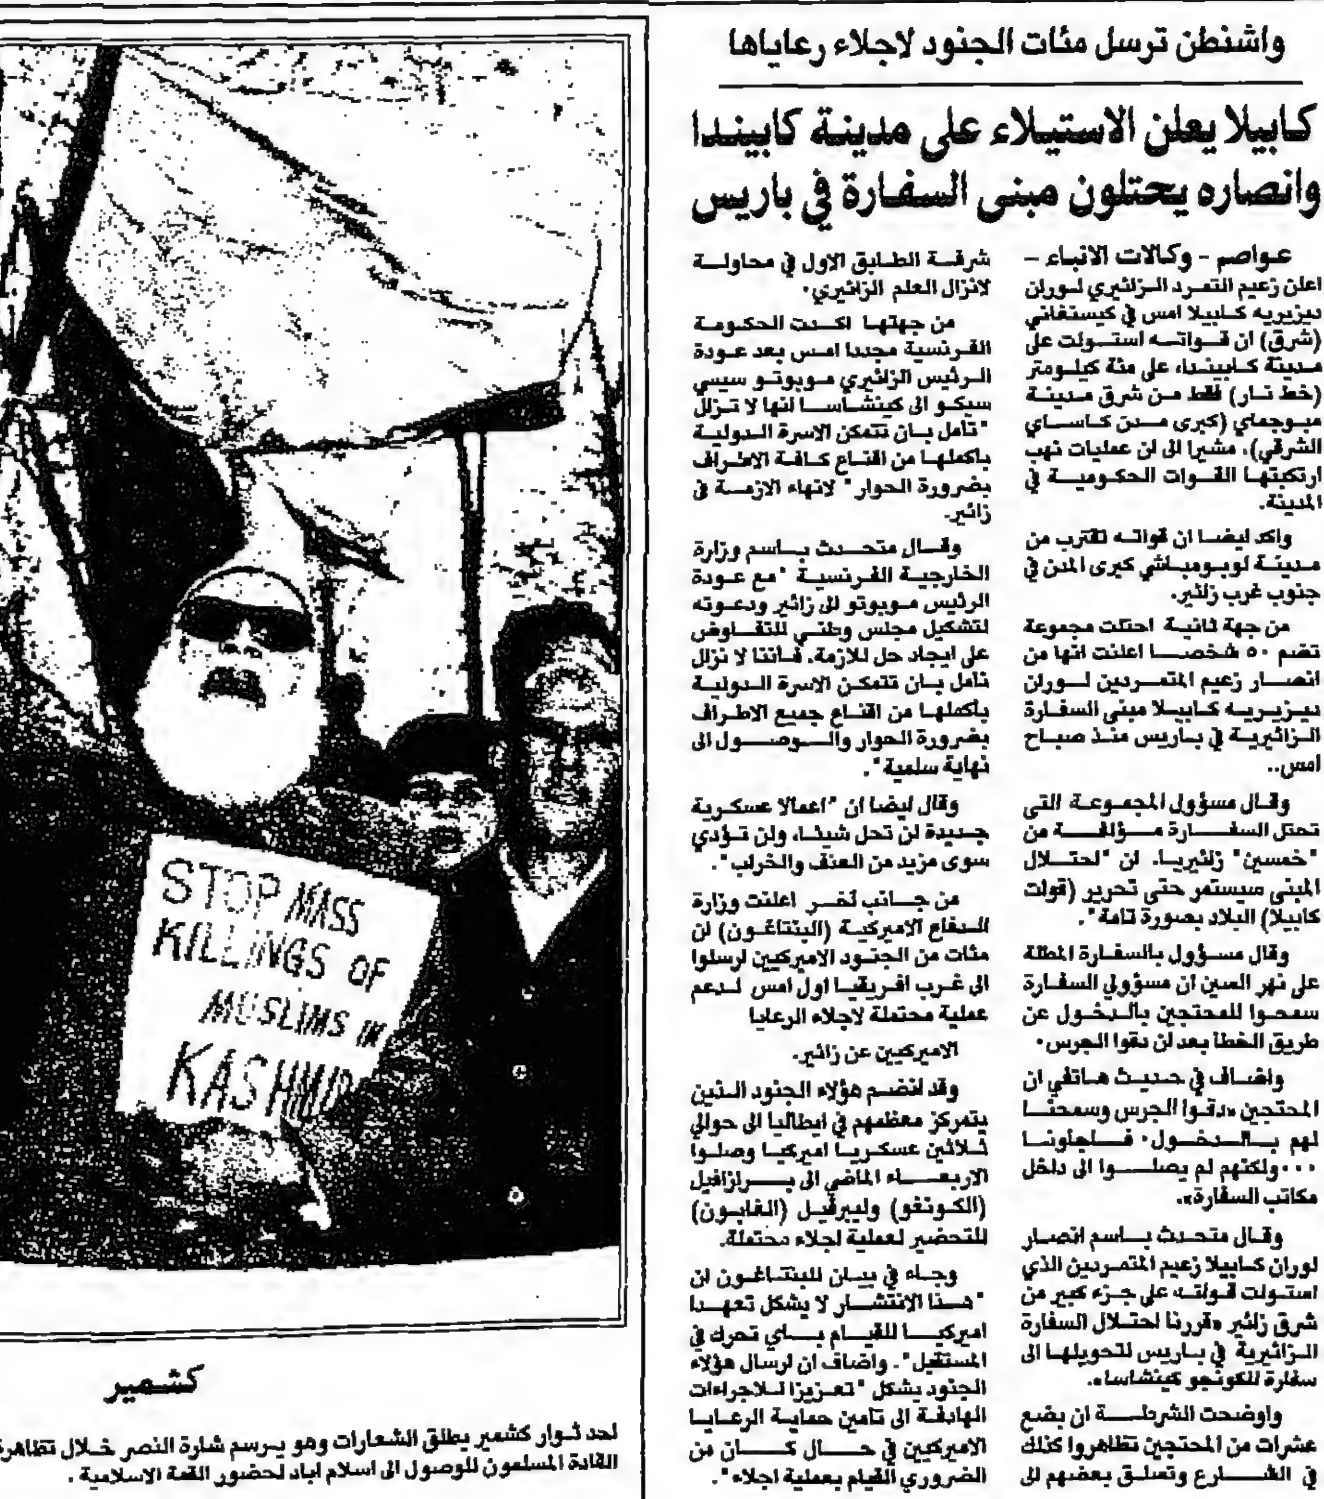 واشنطن ترسل مئات الجنود لاجلاء رعاياها
كابيلا يعلن الاستيلاء على مدينة كابيندا
وانصاره يحتلون مبنى السفارة في باريس
عواصم - وكالات الانباء -
اعلن زعيم التمرد الزائيري لوران
ديزيريه كابيلا امس في كيسنغاني
(شرق) ان قواته استولت على
مدينة كابيندا، على مئة كيلومتر
(خط نار) فقط من شرق مدينة
مبوجماي (كبرى مدن كاساي
الشرقي)، مشيرا الى ان عمليات نهب
ارتكبتها القوات الحكومية في
المدينة.
واكد ايضا ان قواته تقترب من
مدينة لوبومباشي كبرى المدن في
جنوب غرب زائير.
من جهة ثانية احتلت مجموعة
تضم ٥٠ شخصا اعلنت انها من
انصار زعيم المتمردين لوران
ديزيريه كابيلا مبنى السفارة
الزائيرية في باريس منذ صباح
امس..
وقال مسؤول المجموعة التي
تحتل السفارة مؤلفة من
"خمسين" زائيريا، ان "احتلال
المبنى سيستمر حتى تحرير (قوات
كابيلا) البلاد بصورة تامة".
وقال مسؤول بالسفارة المطلة
على نهر السين ان مسؤولي السفارة
سمحوا للمحتجين بالدخول عن
طريق الخطأ بعد ان دقوا الجرس.
واضاف في حديث هاتفي ان
المحتجين «دقوا الجرس وسمحنا
لهم بالدخول. فاجأونا
...ولكنهم لم يصلوا الى داخل
مكاتب السفارة».
وقال متحدث باسم انصار
لوران كابيلا زعيم المتمردين الذي
استولت قواته على جزء كبير من
شرق زائير «قررنا احتلال السفارة
الزائيرية في باريس لتحويلها الى
سفارة للكونجو كينشاسا».
واوضحت الشرطة ان بضع
عشرات من المحتجين تظاهروا كذلك
في الشارع وتسلق بعضهم الى
شرفة الطابق الاول في محاولة
لانزال العلم الزائيري.
من جهتها اكدت الحكومة
الفرنسية مجددا امس بعد عودة
الرئيس الزائيري موبوتو سيسي
سيكو الى كينشاسا انها لا تزال
"تأمل بان تتمكن الاسرة الدولية
باكملها من اقناع كافة الاطراف
بضرورة الحوار" لانهاء الازمة في
زائير.
وقال متحدث باسم وزارة
الخارجية الفرنسية "مع عودة
الرئيس موبوتو الى زائير ودعوته
لتشكيل مجلس وطني للتفاوض
على ايجاد حل للازمة، فاننا لا نزال
نأمل بان تتمكن الاسرة الدولية
باكملها من اقناع جميع الاطراف
بضرورة الحوار والوصول الى
نهاية سلمية".
وقال ايضا ان "اعمالا عسكرية
جديدة لن تحل شيئا، ولن تؤدي
سوى مزيد من العنف والخراب".
من جانب آخر اعلنت وزارة
الدفاع الاميركية (البنتاغون) ان
مئات من الجنود الاميركيين ارسلوا
الى غرب افريقيا اول امس لدعم
عملية محتملة لاجلاء الرعايا
الاميركيين عن زائير.
وقد انضم هؤلاء الجنود الذين
يتمركز معظمهم في ايطاليا الى حوالي
ثلاثين عسكريا اميركيا وصلوا
الاربعاء الماضي الى برازافيل
(الكونغو) وليبرفيل (الغابون)
للتحضير لعملية اجلاء محتملة.
وجاء في بيان للبنتاغون ان
"هذا الانتشار لا يشكل تعهدا
اميركيا للقيام باي تحرك في
المستقبل". واضاف ان ارسال هؤلاء
الجنود يشكل "تعزيزا للاجراءات
الهادفة الى تأمين حماية الرعايا
الاميركيين في حال كان من
الضروري القيام بعملية اجلاء".
STOP MASS
KILLINGS OF
MUSLIMS IN
KASHMIR
كشمير
احد ثوار كشمير يطلق الشعارات وهو يرسم شارة النصر خلال تظاهرة
القادة المسلمون للوصول الى اسلام اباد لحضور القمة الاسلامية .